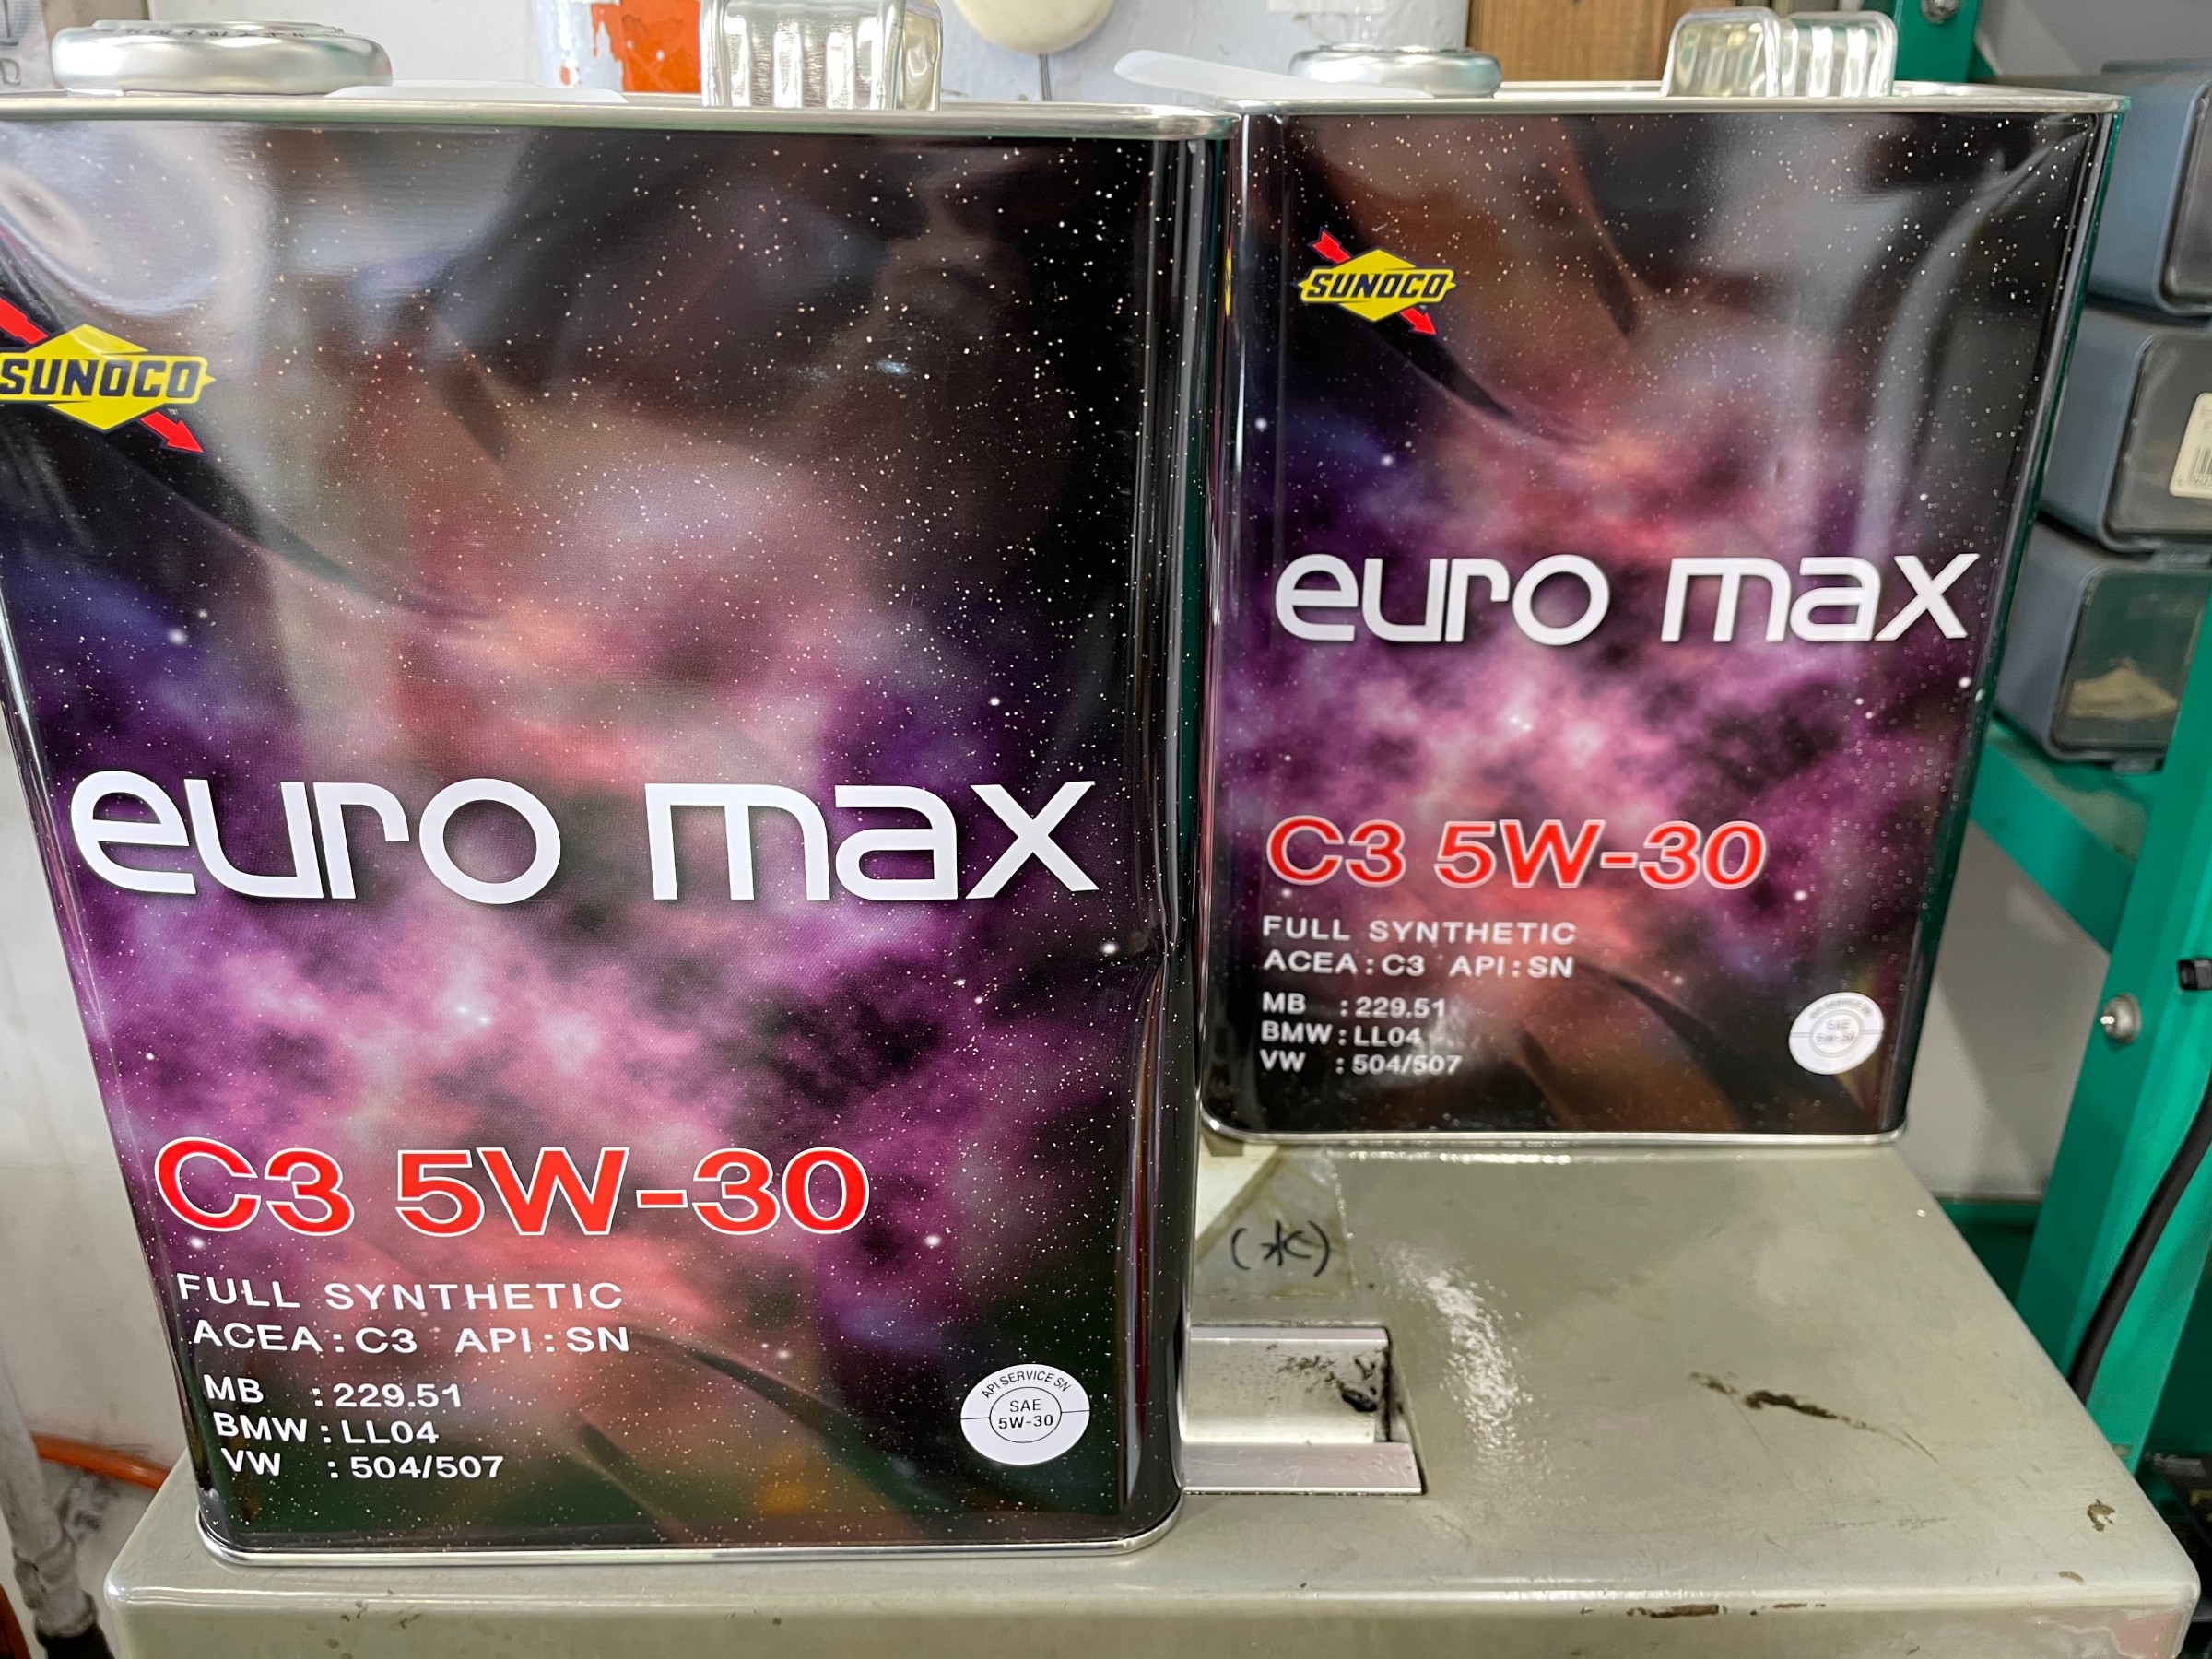 SUNOCO
euro max
C3 5W-30
FULL SYNTHETIC
ACEA : C3 API : SN
MB : 229.51
BMW : LL04
VW : 504/507
API SERVICE SN
SAE
5W-30
SUNOCO
euro max
C3 5W-30
FULL SYNTHETIC
ACEA : C3 API : SN
MB : 229.51
BMW : LL04
VW : 504/507
SAE
5W-30